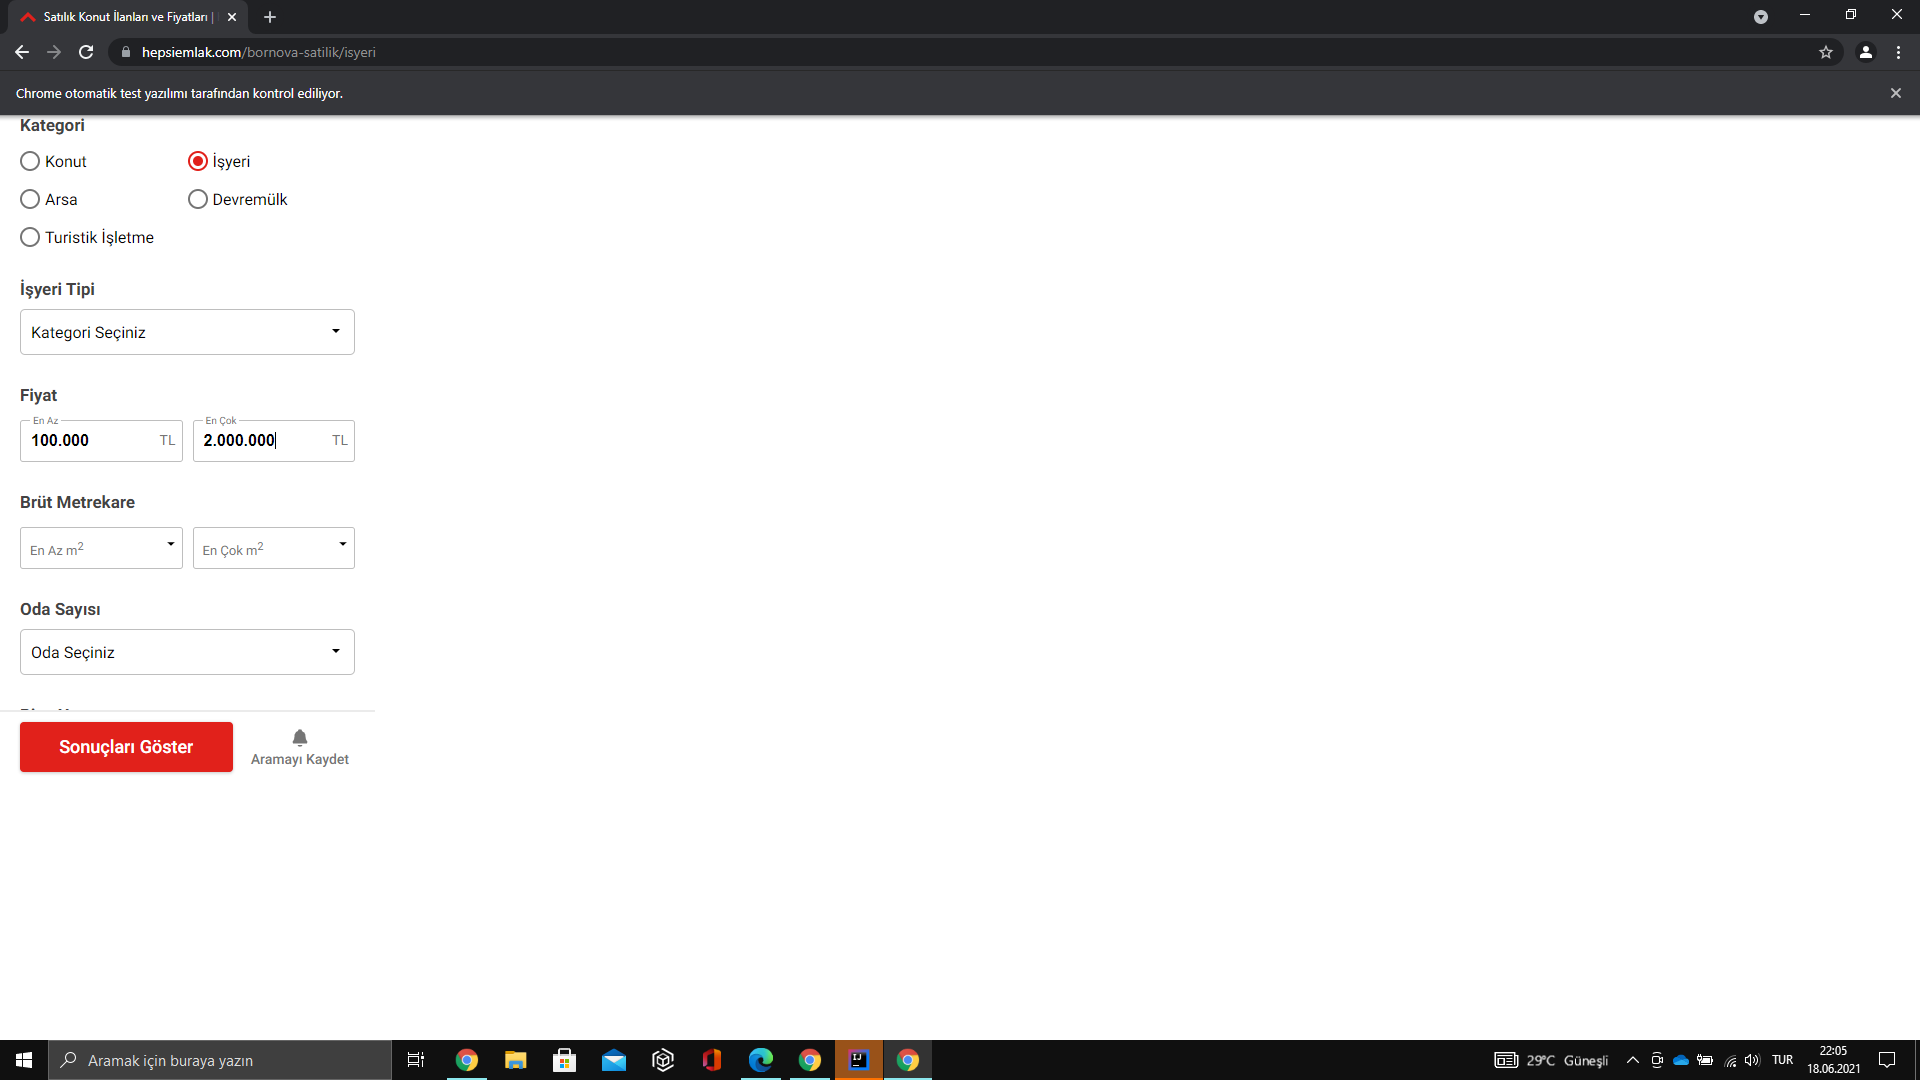 Satılık Konut İlanları ve Fiyatları |
hepsiemlak.com/bornova-satilik/isyeri
Chrome otomatik test yazılımı tarafından kontrol ediliyor.
Kategori
Konut
İşyeri
Arsa
Devremülk
Turistik İşletme
İşyeri Tipi
Kategori Seçiniz
Fiyat
En Az
100.000 TL
En Çok
2.000.000 TL
Brüt Metrekare
En Az m²
En Çok m²
Oda Sayısı
Oda Seçiniz
Sonuçları Göster
Aramayı Kaydet
Aramak için buraya yazın
29°C Güneşli
TUR
22:05
18.06.2021